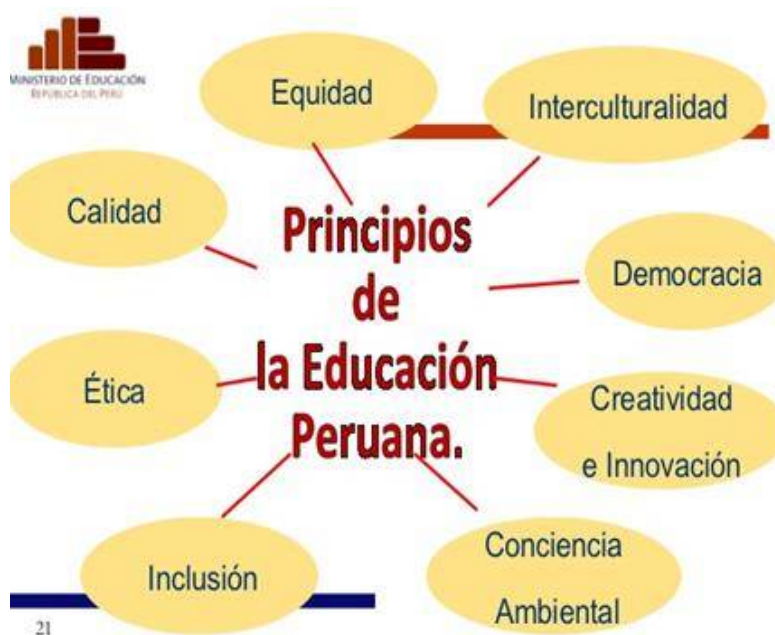 MINISTERIO DE EDUCACIÓN
REPÚBLICA DEL PERÚ
Equidad
Interculturalidad
Calidad
Principios
de
la Educación
Peruana.
Democracia
Ética
Creatividad
e Innovación
Inclusión
Conciencia
Ambiental
21